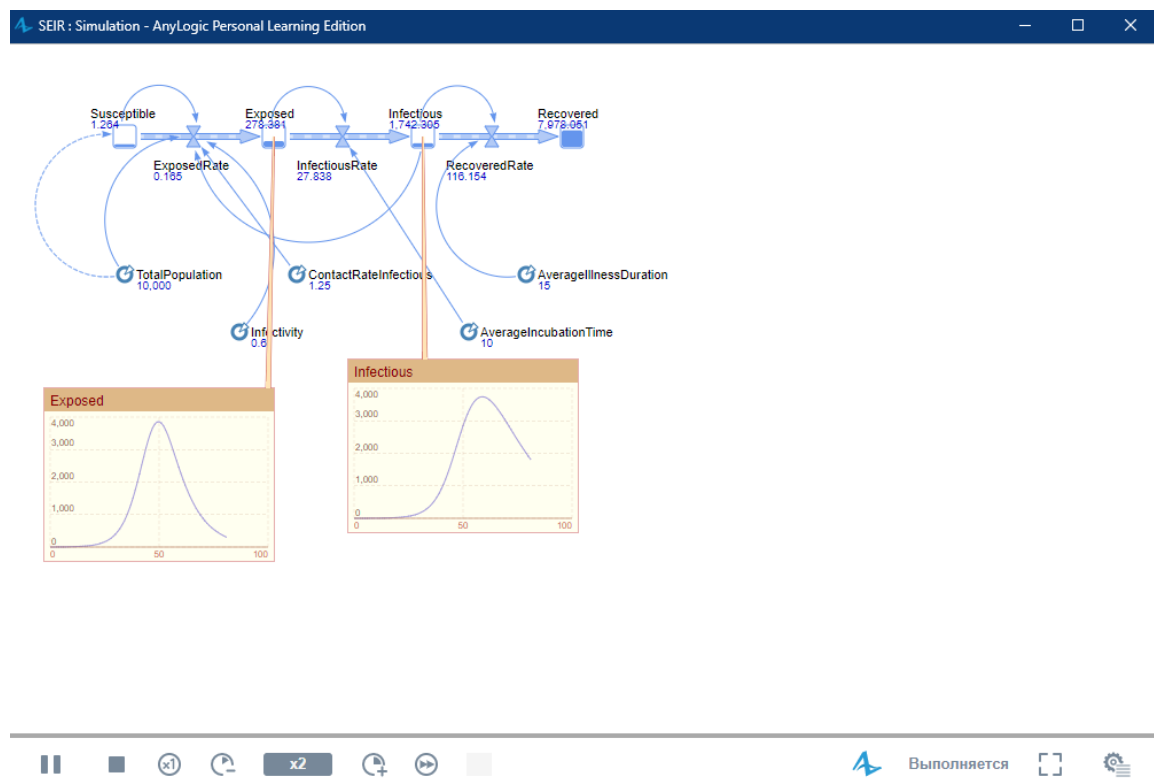 SEIR : Simulation - AnyLogic Personal Learning Edition
Susceptible
1.264
Exposed
278.381
Infectious
1,742.305
Recovered
7,978.051
ExposedRate
0.165
InfectiousRate
27.838
RecoveredRate
116.154
TotalPopulation
10,000
ContactRateInfectious
1.25
AverageIllnessDuration
15
Infectivity
0.6
AverageIncubationTime
10
Exposed
4,000
3,000
2,000
1,000
0
0 50 100
Infectious
4,000
3,000
2,000
1,000
0
0 50 100
x1
x2
Выполняется